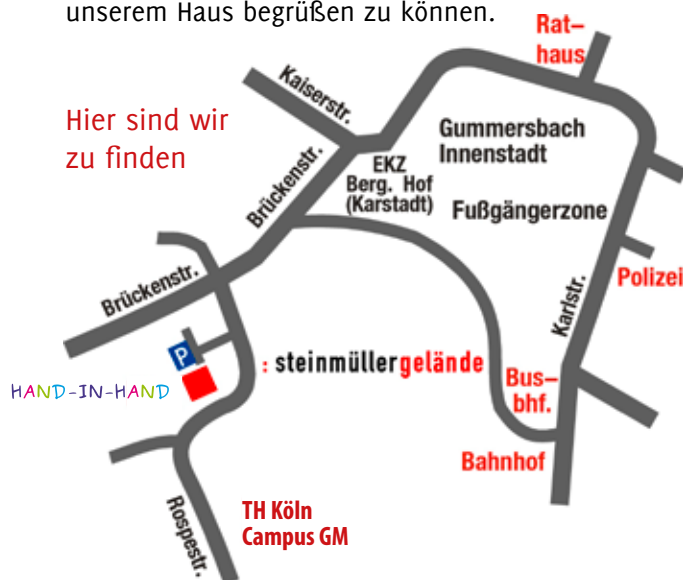 unserem Haus begrüßen zu können.
Rat–
haus
Kaiserstr.
Hier sind wir
zu finden
Gummersbach
Innenstadt
EKZ
Berg. Hof
(Karstadt)
Brückenstr.
Fußgängerzone
Polizei
Brückenstr.
Karlstr.
P
: steinmüllergelände
HAND-IN-HAND
Bus–
bhf.
Bahnhof
Rospestr.
TH Köln
Campus GM